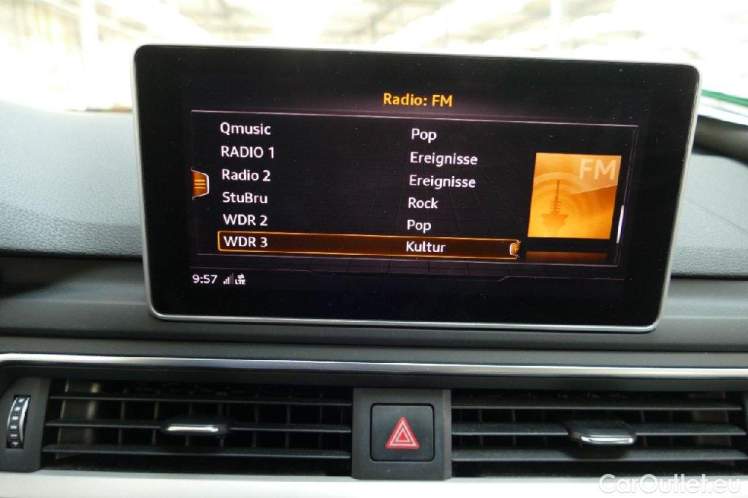 Radio: FM
Qmusic Pop
RADIO 1 Ereignisse
Radio 2 Ereignisse
StuBru Rock
WDR 2 Pop
WDR 3 Kultur
FM
9:57 LTE
CarOutlet.eu